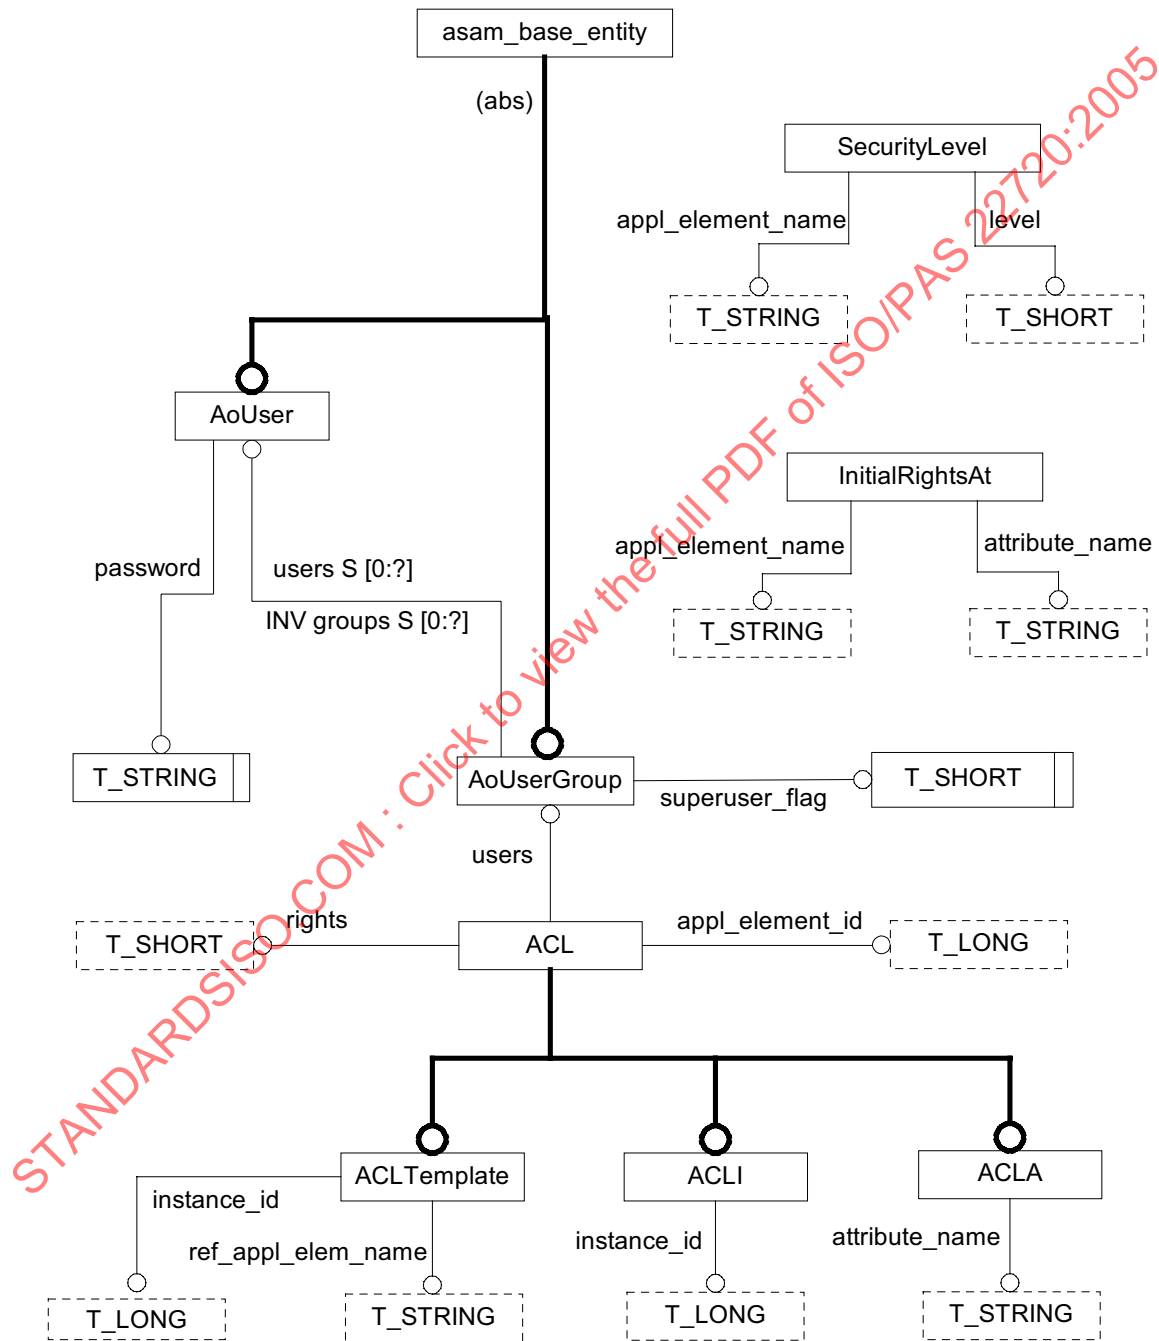 asam_base_entity
(abs)
SecurityLevel
appl_element_name
level
T_STRING
T_SHORT
AoUser
InitialRightsAt
appl_element_name
attribute_name
password
users S [0:?]
INV groups S [0:?]
T_STRING
T_STRING
T_STRING
AoUserGroup
superuser_flag
T_SHORT
users
T_SHORT
rights
ACL
appl_element_id
T_LONG
ACLTemplate
ACLI
ACLA
instance_id
ref_appl_elem_name
instance_id
attribute_name
T_LONG
T_STRING
T_LONG
T_STRING
STANDARDSISO.COM : Click to view the full PDF of ISO/PAS 22720:2005